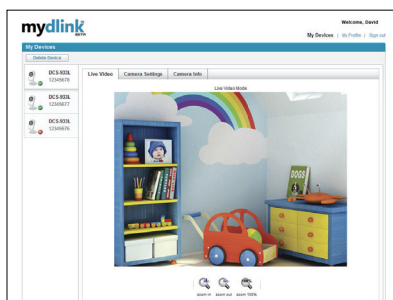 mydlink
BETA
Welcome, David
My Devices | My Profile | Sign out
My Devices
Delete Device
DCS-933L
12345678
DCS-933L
12345677
DCS-933L
12345676
Live Video
Camera Settings
Camera Info
Live Video Mode
DOGS
zoom in
zoom out
zoom 100%